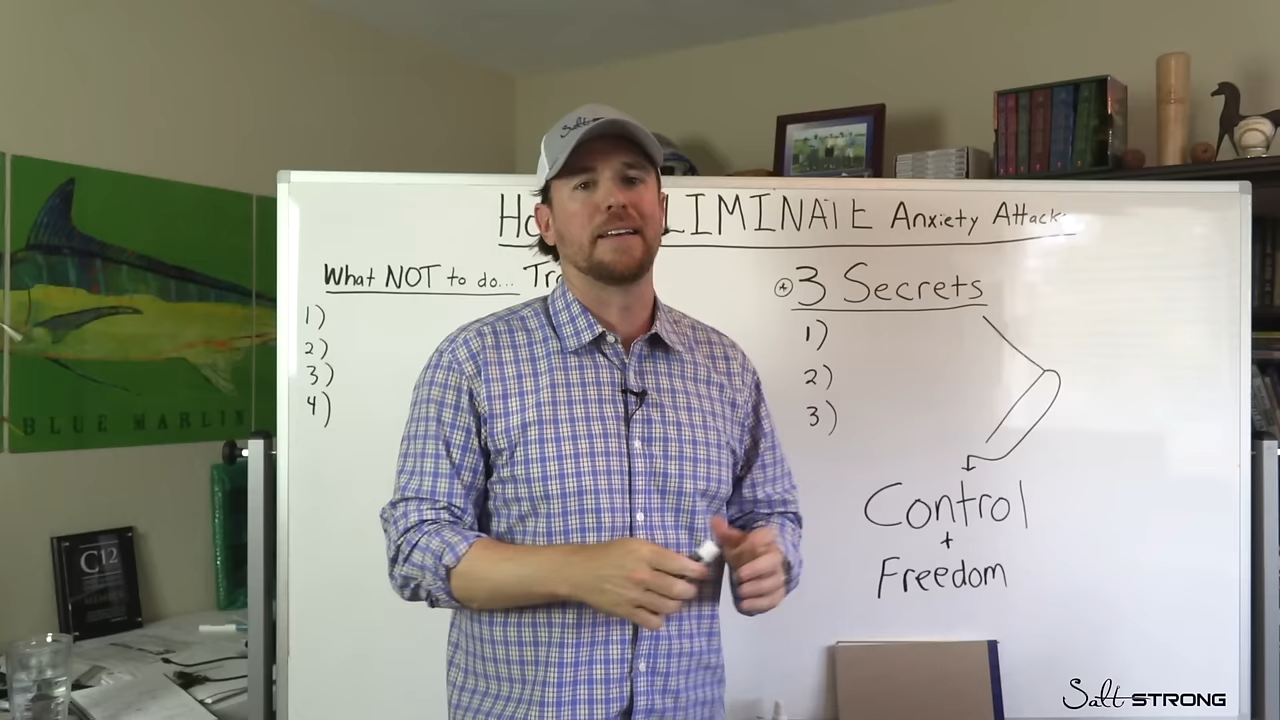 Salt
Ho LIMINATE Anxiety Attack
What NOT to do... Tr
1)
2)
3)
4)
+ 3 Secrets
1)
2)
3)
Control
+
Freedom
BLUE MARLIN
C12
Salt STRONG